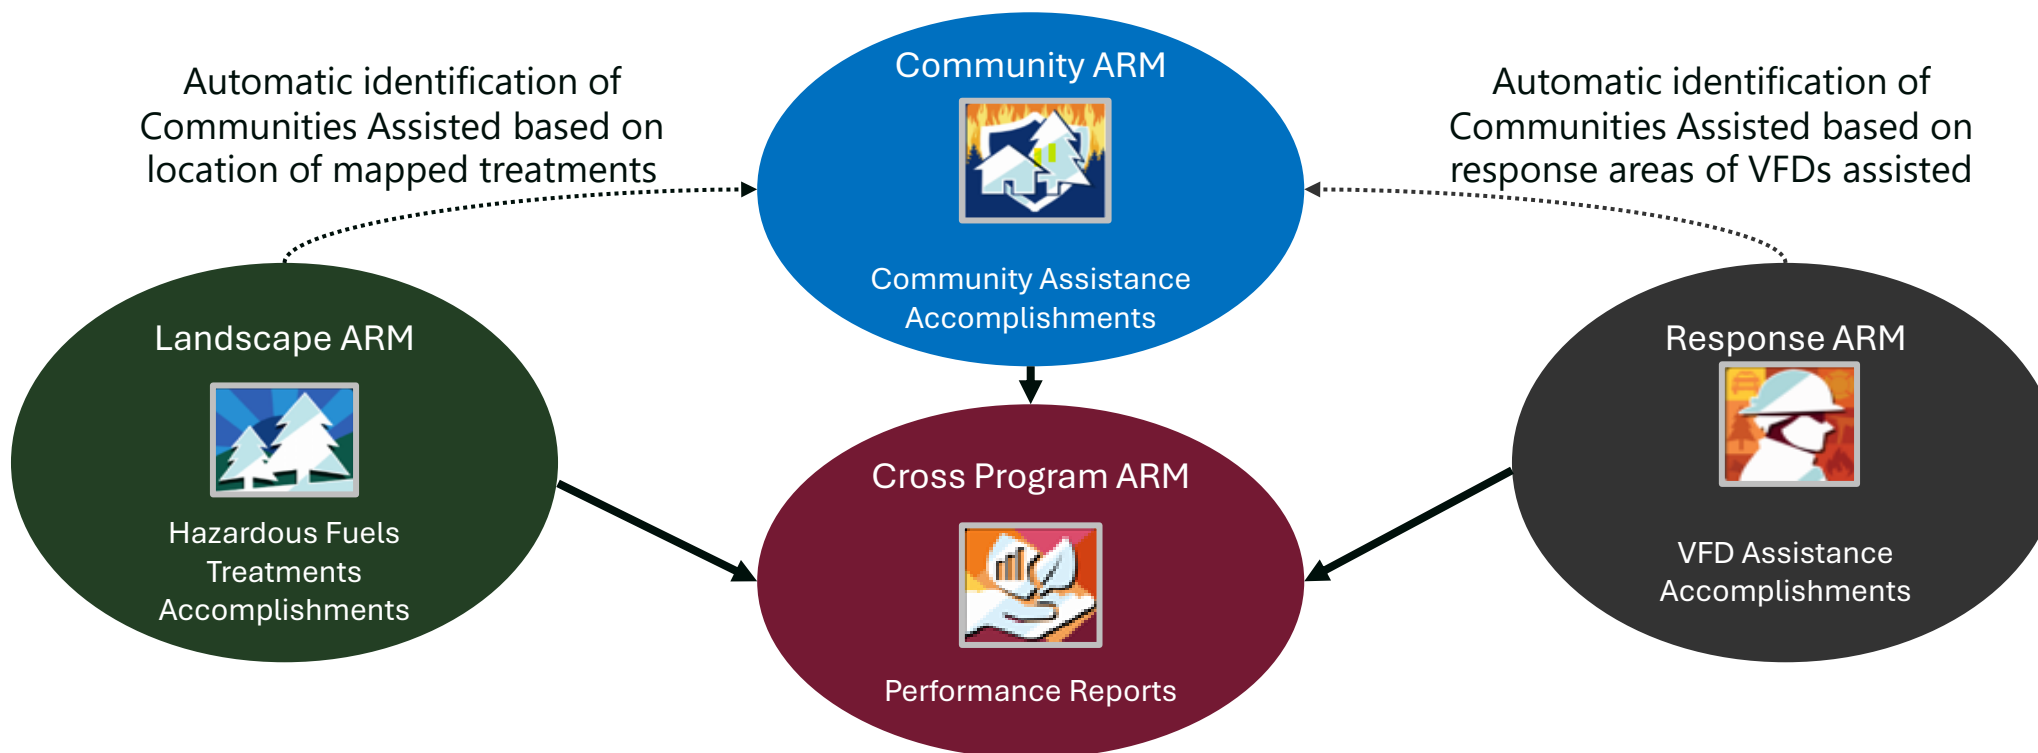 Automatic identification of
Communities Assisted based on
location of mapped treatments
Community ARM
Community Assistance
Accomplishments
Automatic identification of
Communities Assisted based on
response areas of VFDs assisted
Landscape ARM
Hazardous Fuels
Treatments
Accomplishments
Cross Program ARM
Performance Reports
Response ARM
VFD Assistance
Accomplishments